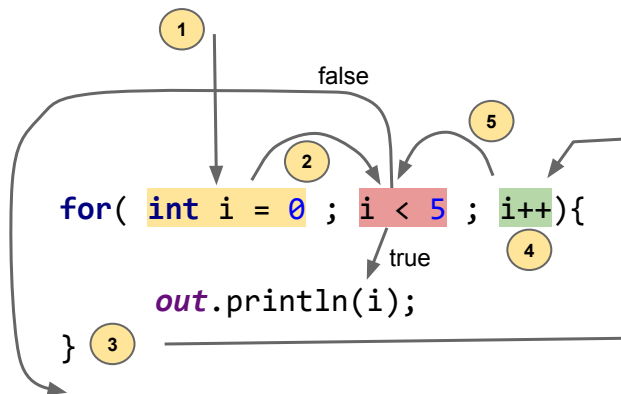 1
false
5
2
for( int i = 0 ; i < 5 ; i++){
4
true
out.println(i);
} 3